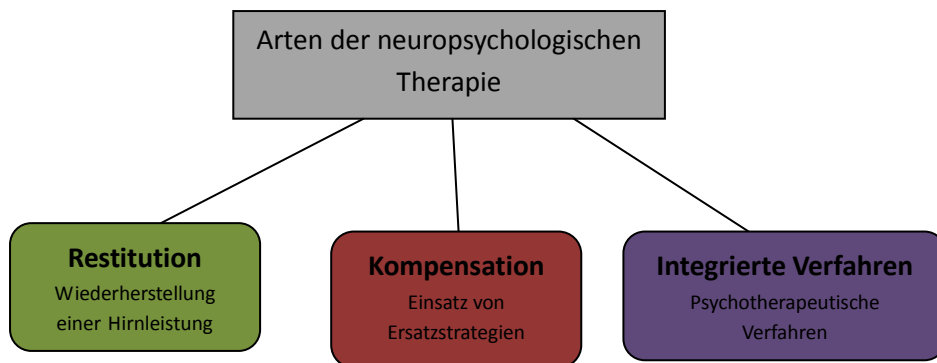 Arten der neuropsychologischen
Therapie
Restitution
Wiederherstellung
einer Hirnleistung
Kompensation
Einsatz von
Ersatzstrategien
Integrierte Verfahren
Psychotherapeutische
Verfahren